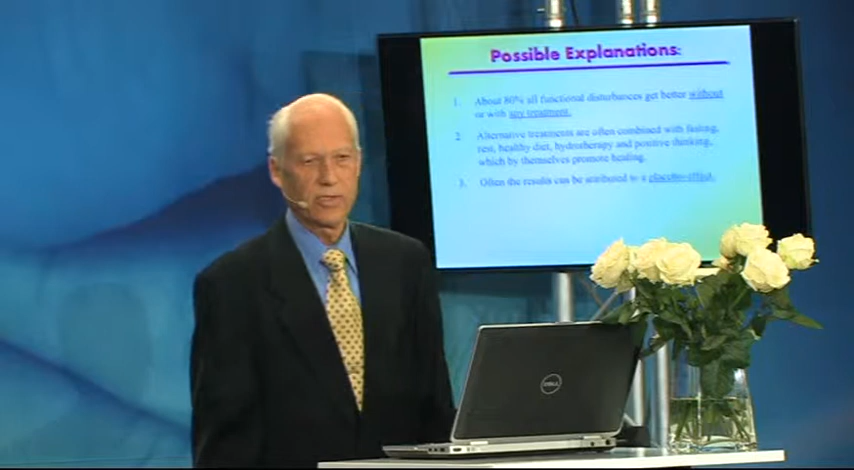 Possible Explanations:
1. About 80% all functional disturbances get better without
or with any treatment.
2. Alternative treatments are often combined with fasting,
rest, healthy diet, hydrotherapy and positive thinking,
which by themselves promote healing.
3. Often the results can be attributed to a placebo-effect.
DELL